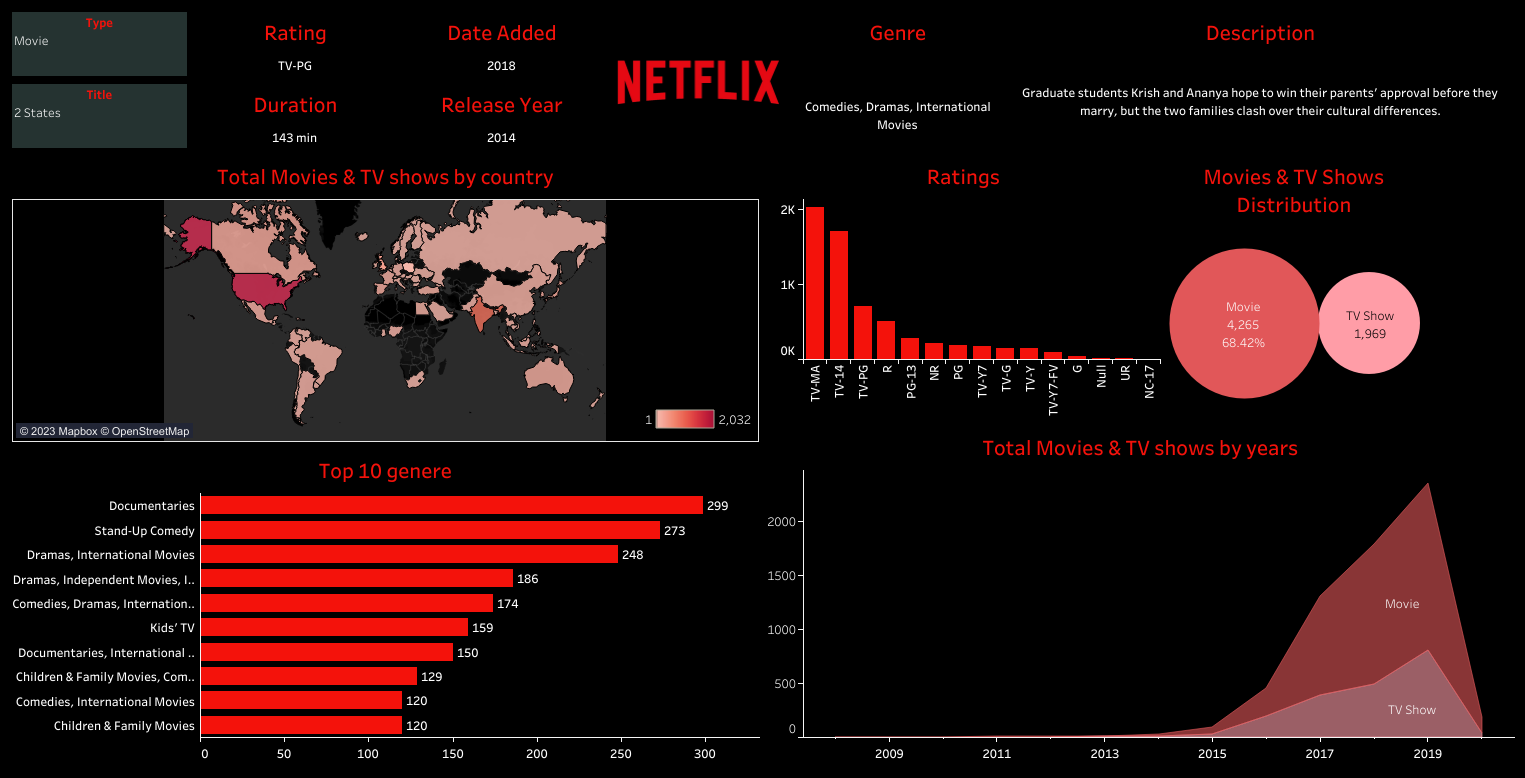 Type
Movie
Title
2 States
Rating
TV-PG
Duration
143 min
Date Added
2018
Release Year
2014
NETFLIX
Genre
Comedies, Dramas, International
Movies
Description
Graduate students Krish and Ananya hope to win their parents’ approval before they
marry, but the two families clash over their cultural differences.
Total Movies & TV shows by country
1
2,032
© 2023 Mapbox © OpenStreetMap
Ratings
2K
1K
0K
TV-MA
TV-14
TV-PG
R
PG-13
NR
PG
TV-Y7
TV-G
TV-Y
TV-Y7-FV
G
Null
UR
NC-17
Movies & TV Shows
Distribution
Movie
4,265
68.42%
TV Show
1,969
Top 10 genere
Documentaries 299
Stand-Up Comedy 273
Dramas, International Movies 248
Dramas, Independent Movies, I.. 186
Comedies, Dramas, Internation.. 174
Kids’ TV 159
Documentaries, International .. 150
Children & Family Movies, Com.. 129
Comedies, International Movies 120
Children & Family Movies 120
0 50 100 150 200 250 300
Total Movies & TV shows by years
2000
1500
1000
500
0
Movie
TV Show
2009 2011 2013 2015 2017 2019